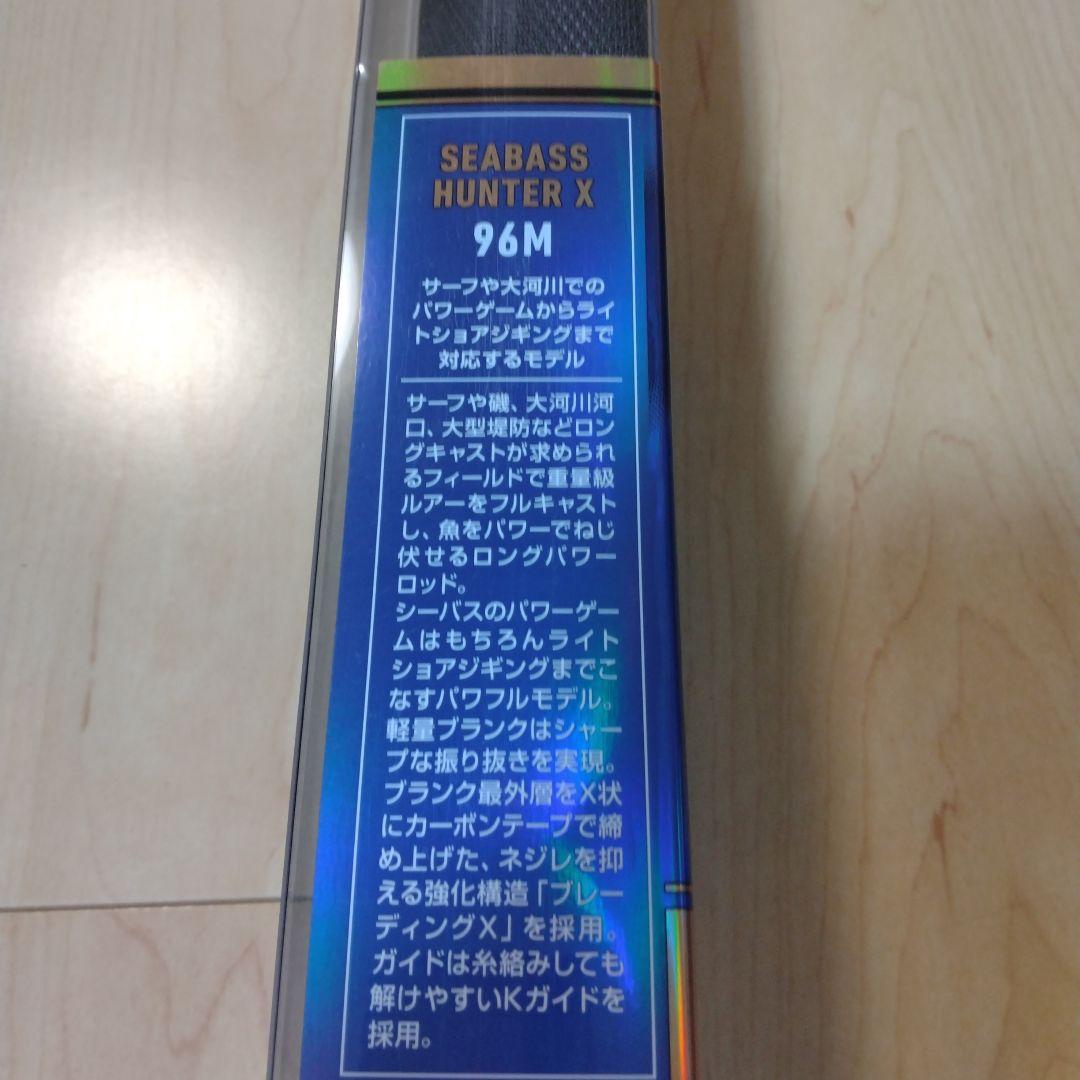 SEABASS
HUNTER X
96M
サーフや大河川での
パワーゲームからライ
トショアジギングまで
対応するモデル
サーフや磯、大河川河
口、大型堤防などロン
グキャストが求められ
るフィールドで重量級
ルアーをフルキャスト
し、魚をパワーでねじ
伏せるロングパワー
ロッド。
シーバスのパワーゲー
ムはもちろんライト
ショアジギングまでこ
なすパワフルモデル。
軽量ブランクはシャー
プな振り抜きを実現。
ブランク最外層をX状
にカーボンテープで締
め上げた、ネジレを抑
える強化構造「ブレー
ディングX」を採用。
ガイドは糸絡みしても
解けやすいKガイドを
採用。